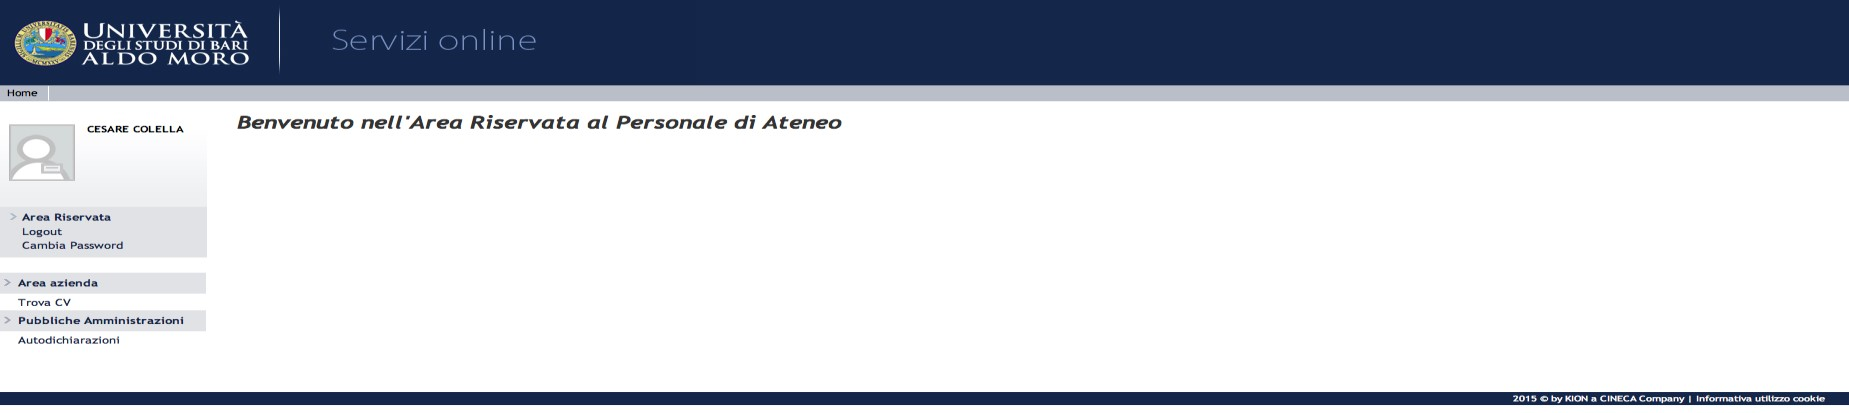 UNIVERSITÀ
DEGLI STUDI DI BARI
ALDO MORO
Servizi online
Home
CESARE COLELLA
Benvenuto nell'Area Riservata al Personale di Ateneo
> Area Riservata
Logout
Cambia Password
> Area azienda
Trova CV
> Pubbliche Amministrazioni
Autodichiarazioni
2015 © by KION a CINECA Company | Informativa utilizzo cookie